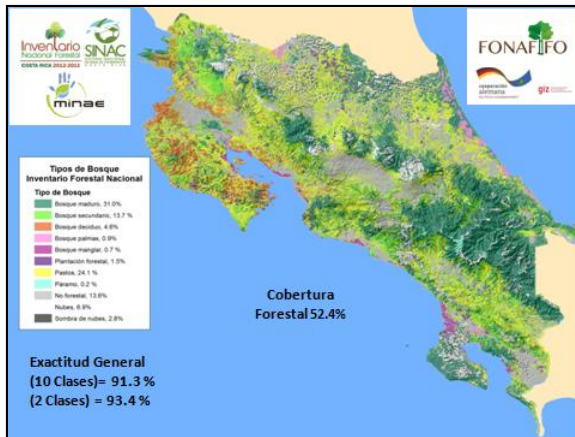 Inventario
Nacional Forestal
COSTA RICA 2012-2013
SINAC
minae
FONAFIFO
cooperación
alemana
giz
Tipos de Bosque
Inventario Forestal Nacional
Tipo de Bosque
Bosque maduro, 31.0%
Bosque secundario, 13.7 %
Bosque deciduo, 4.6%
Bosque palmas, 0.9%
Bosque manglar, 0.7 %
Plantación forestal, 1.5%
Pastos, 24.1 %
Páramo, 0.2 %
No forestal, 13.6%
Nubes, 6.9%
Sombra de nubes, 2.8%
Cobertura
Forestal 52.4%
Exactitud General
(10 Clases)= 91.3 %
(2 Clases) = 93.4 %